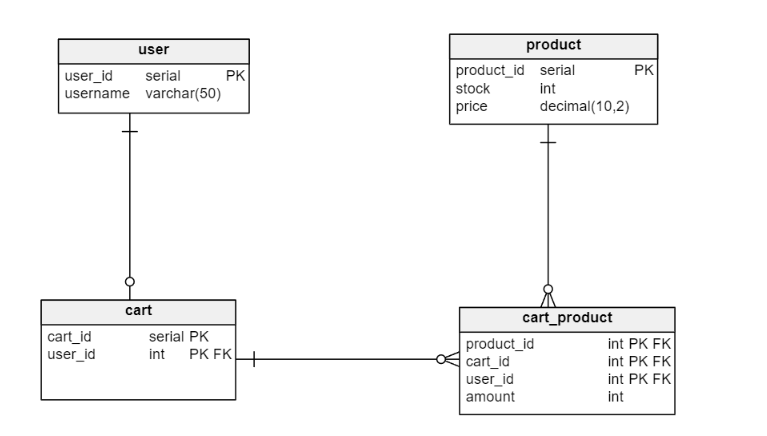 user
user_id serial PK
username varchar(50)
product
product_id serial PK
stock int
price decimal(10,2)
cart
cart_id serial PK
user_id int PK FK
cart_product
product_id int PK FK
cart_id int PK FK
user_id int PK FK
amount int